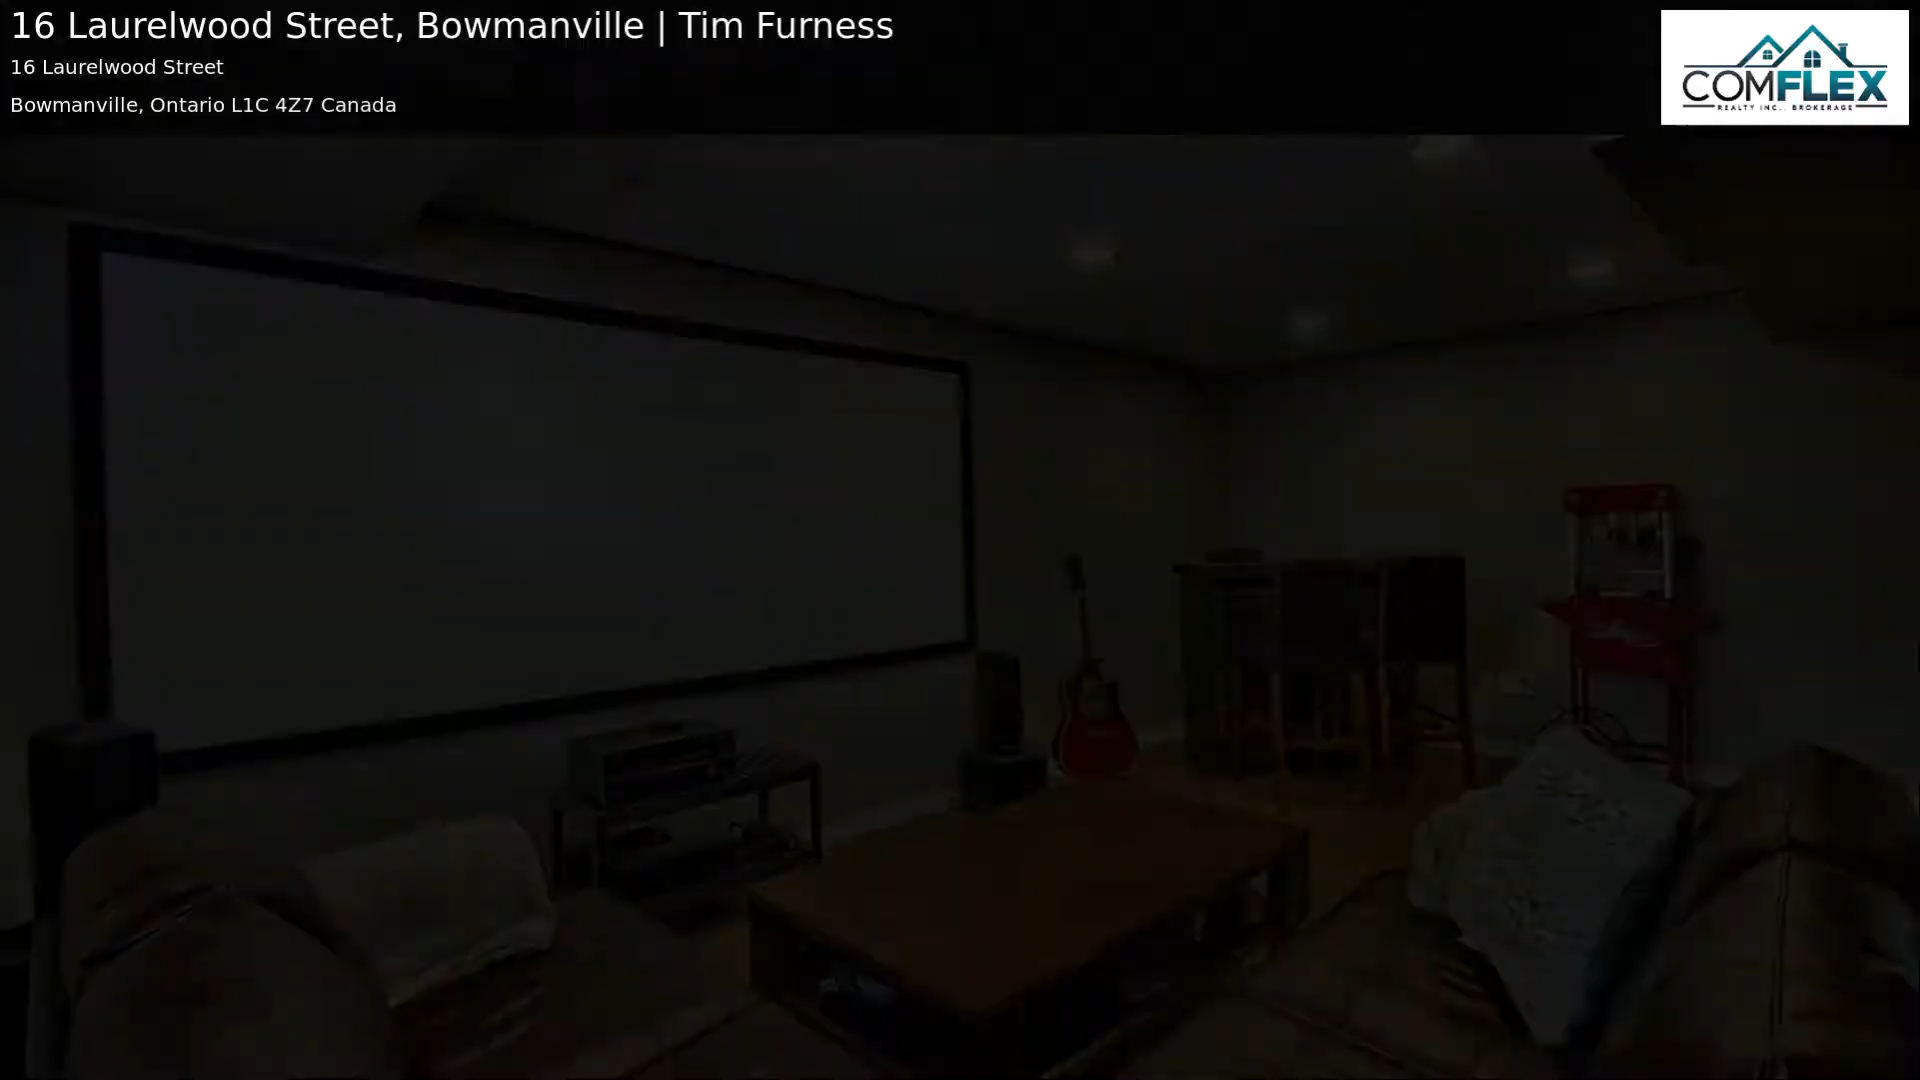 16 Laurelwood Street, Bowmanville | Tim Furness
16 Laurelwood Street
Bowmanville, Ontario L1C 4Z7 Canada
COMFLEX
REALTY INC., BROKERAGE